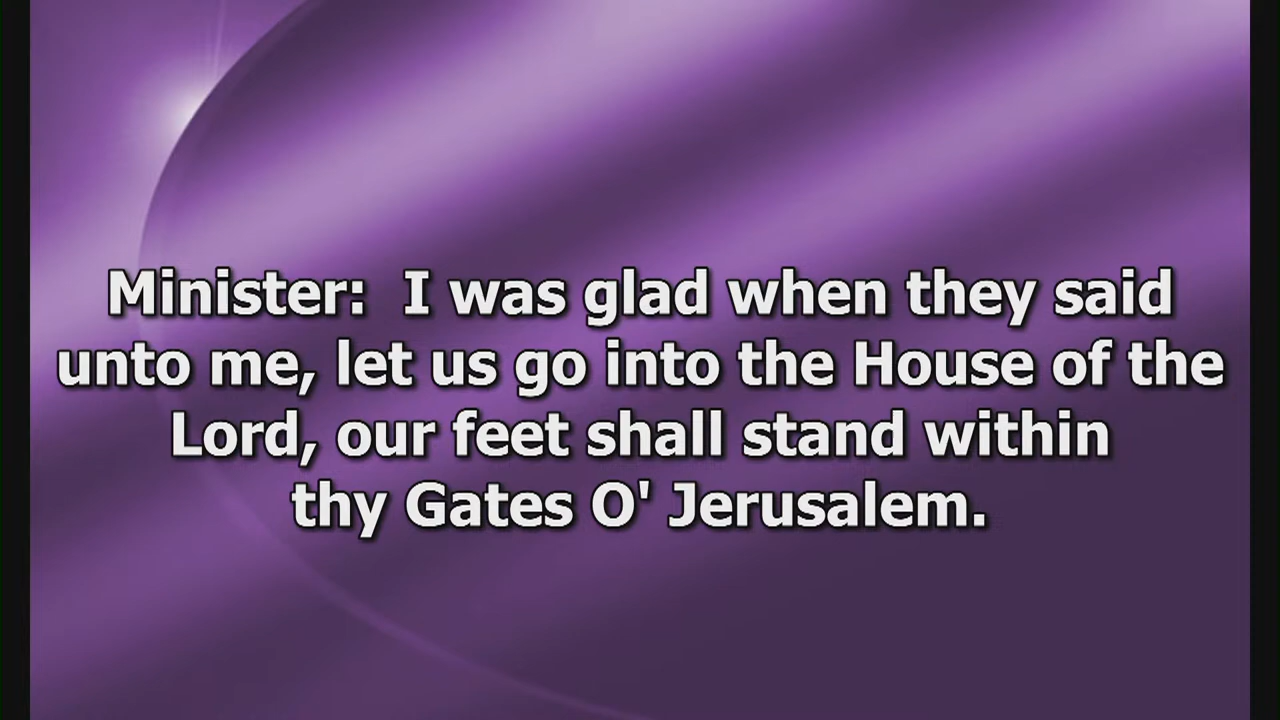 Minister:  I was glad when they said
unto me, let us go into the House of the
Lord, our feet shall stand within
thy Gates O' Jerusalem.